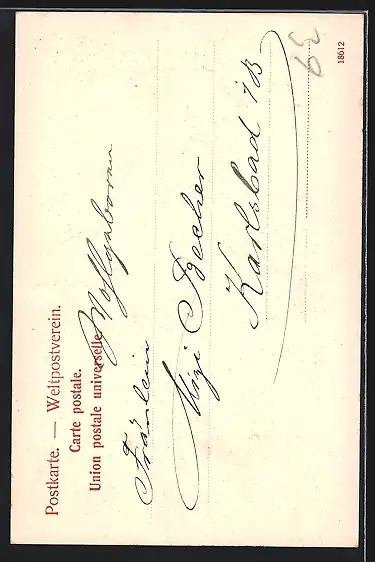 Postkarte. — Weltpostverein.
Carte postale.
Union postale universelle.
Wohlgeboren
Fräulein
Mizi Becher
Karlsbad i/B
18612